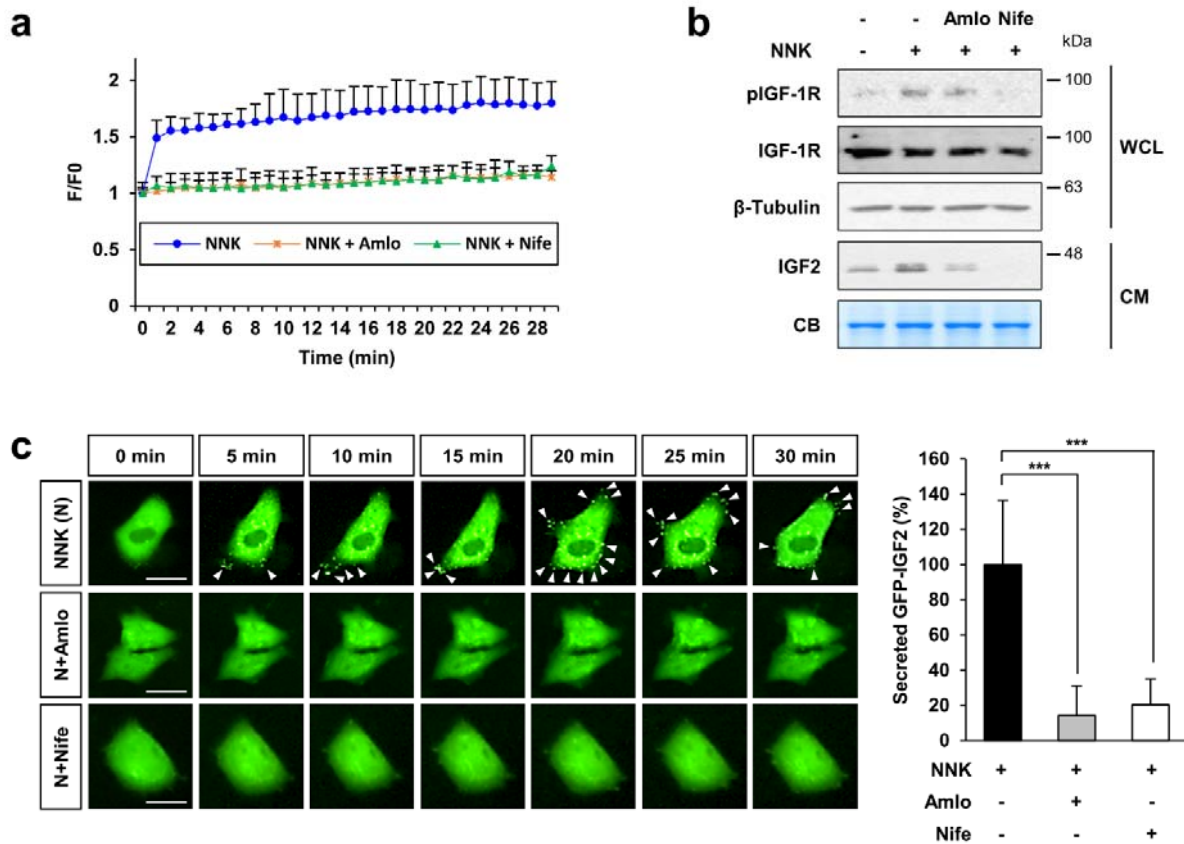 a
2
1.5
1
0.5
0
F/F0
NNK
NNK + Amlo
NNK + Nife
0 2 4 6 8 10 12 14 16 18 20 22 24 26 28
Time (min)
b
- - Amlo Nife
NNK - + + + kDa
pIGF-1R 100
IGF-1R 100
β-Tubulin 63
WCL
IGF2 48
CB
CM
c
0 min 5 min 10 min 15 min 20 min 25 min 30 min
NNK (N)
N+Amlo
N+Nife
***
***
160
140
120
100
80
60
40
20
0
Secreted GFP-IGF2 (%)
NNK + + +
Amlo - + -
Nife - - +